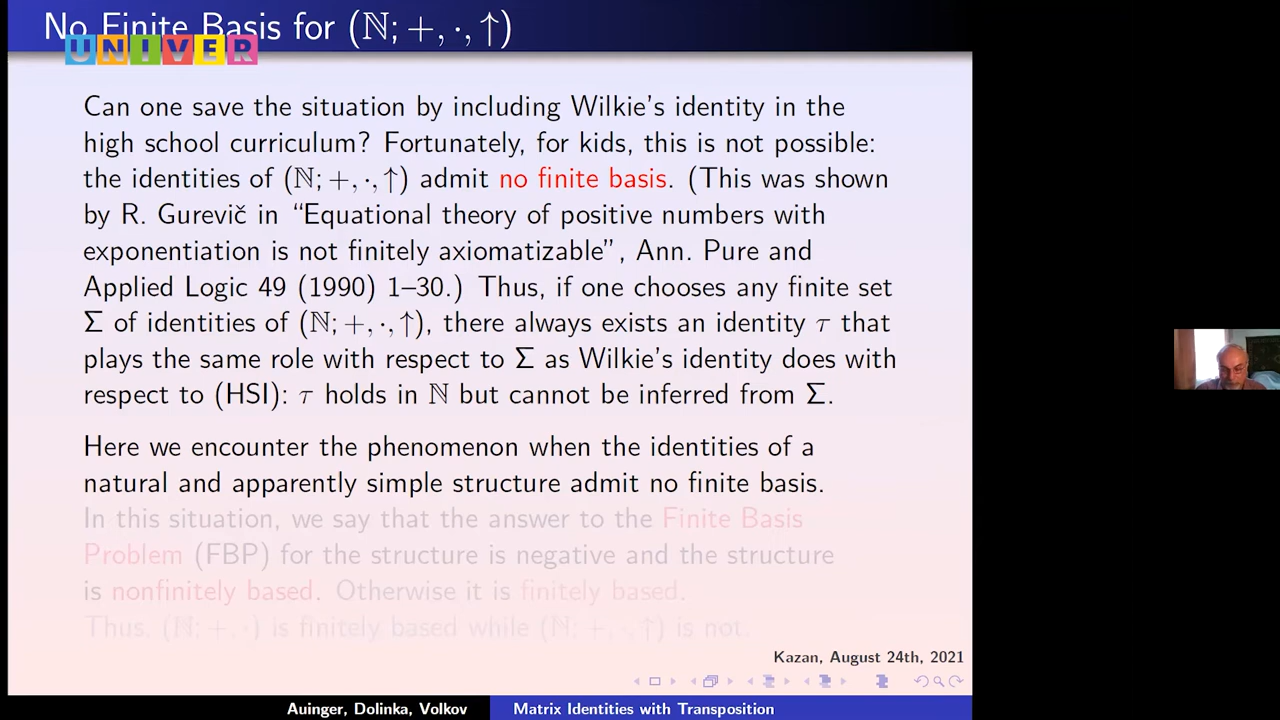 No Finite Basis for (ℕ; +, ·, ↑)
UNIVER
Can one save the situation by including Wilkie's identity in the
high school curriculum? Fortunately, for kids, this is not possible:
the identities of (ℕ; +, ·, ↑) admit no finite basis. (This was shown
by R. Gurevič in “Equational theory of positive numbers with
exponentiation is not finitely axiomatizable”, Ann. Pure and
Applied Logic 49 (1990) 1–30.) Thus, if one chooses any finite set
Σ of identities of (ℕ; +, ·, ↑), there always exists an identity τ that
plays the same role with respect to Σ as Wilkie's identity does with
respect to (HSI): τ holds in ℕ but cannot be inferred from Σ.
Here we encounter the phenomenon when the identities of a
natural and apparently simple structure admit no finite basis.
In this situation, we say that the answer to the Finite Basis
Problem (FBP) for the structure is negative and the structure
is nonfinitely based. Otherwise it is finitely based.
Thus, (ℕ; +, ·) is finitely based while (ℕ; +, ·, ↑) is not.
Kazan, August 24th, 2021
Auinger, Dolinka, Volkov
Matrix Identities with Transposition